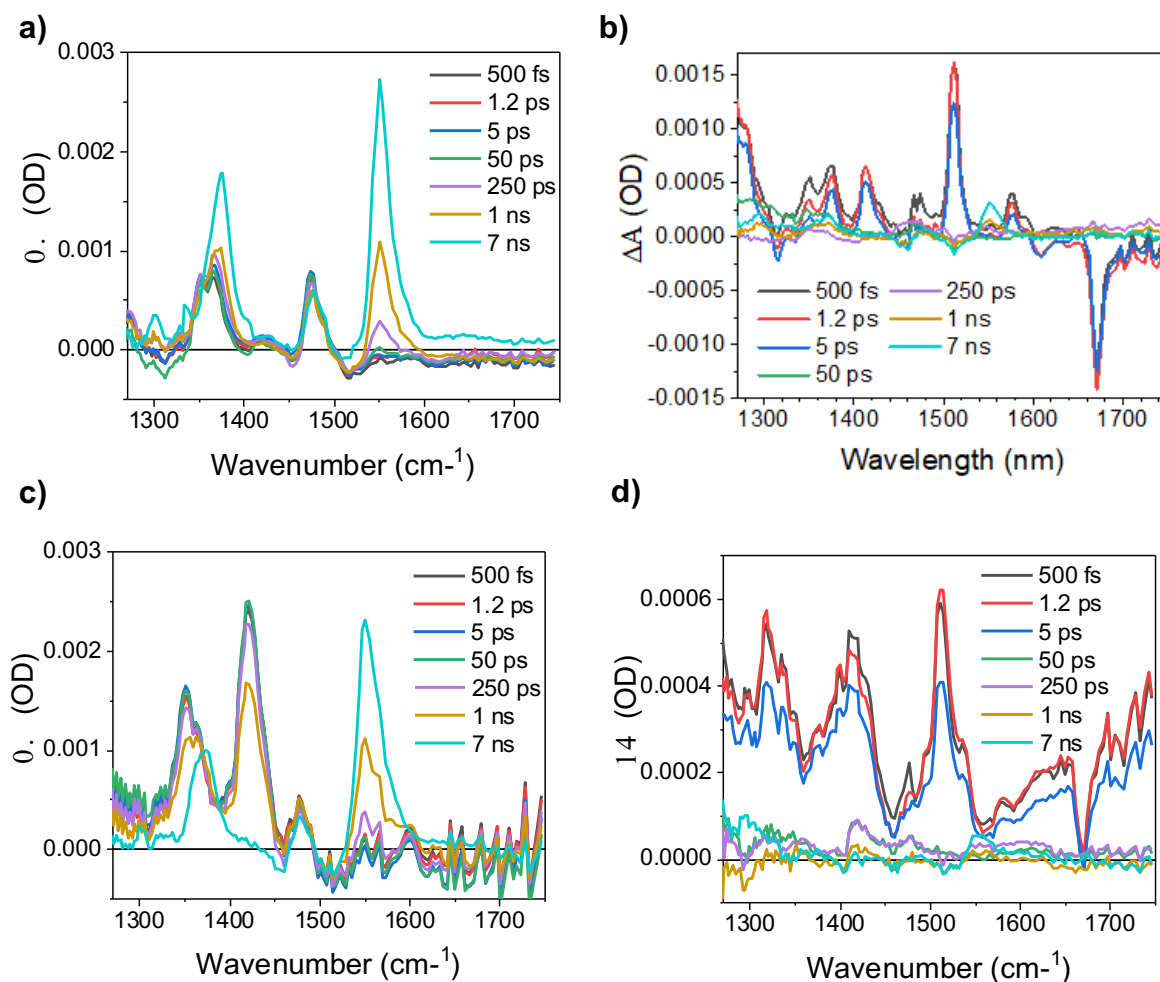 a)
0.003
0.002
0.001
0.000
0. (OD)
500 fs
1.2 ps
5 ps
50 ps
250 ps
1 ns
7 ns
1300 1400 1500 1600 1700
Wavenumber (cm-¹)
b)
0.0015
0.0010
0.0005
0.0000
-0.0005
-0.0010
-0.0015
ΔA (OD)
500 fs 250 ps
1.2 ps 1 ns
5 ps 7 ns
50 ps
1300 1400 1500 1600 1700
Wavelength (nm)
c)
0.003
0.002
0.001
0.000
0. (OD)
500 fs
1.2 ps
5 ps
50 ps
250 ps
1 ns
7 ns
1300 1400 1500 1600 1700
Wavenumber (cm-¹)
d)
0.0006
0.0004
0.0002
0.0000
14 (OD)
500 fs
1.2 ps
5 ps
50 ps
250 ps
1 ns
7 ns
1300 1400 1500 1600 1700
Wavenumber (cm-¹)